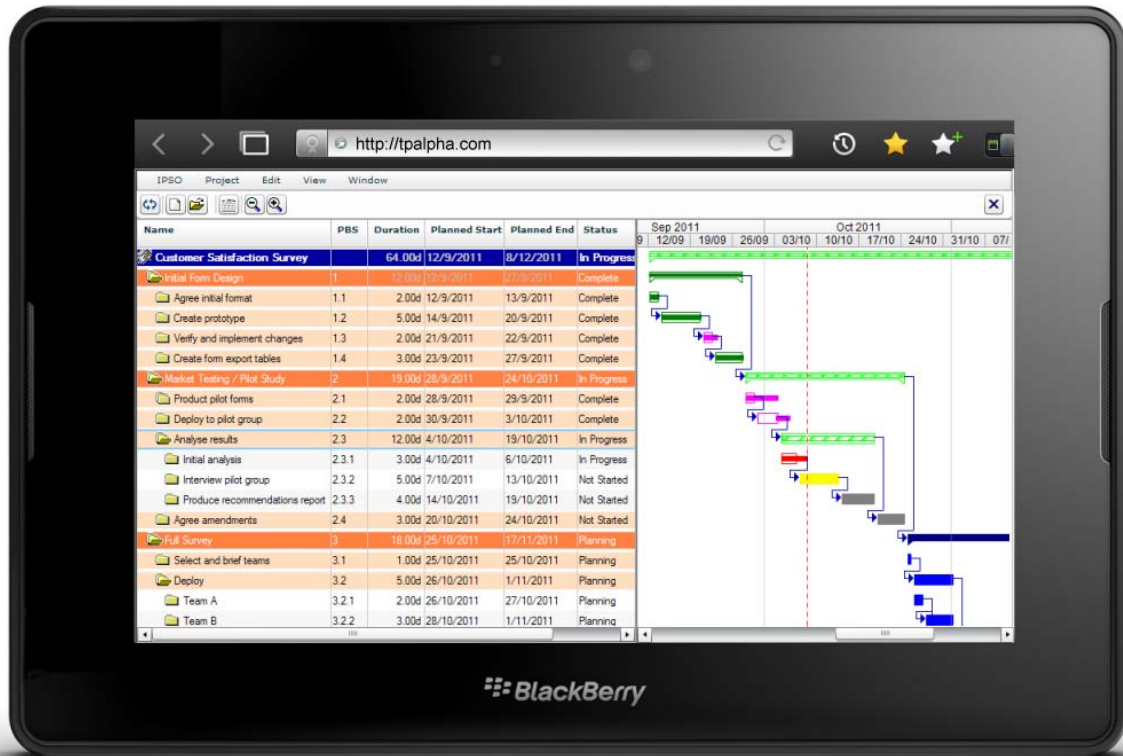 http://tpalpha.com
IPSO Project Edit View Window
Name PBS Duration Planned Start Planned End Status
Sep 2011 Oct 2011
9 12/09 19/09 26/09 03/10 10/10 17/10 24/10 31/10 07/
Customer Satisfaction Survey 64.00d 12/9/2011 8/12/2011 In Progress
Initial Form Design 1 12.00d 12/9/2011 27/9/2011 Complete
Agree initial format 1.1 2.00d 12/9/2011 13/9/2011 Complete
Create prototype 1.2 5.00d 14/9/2011 20/9/2011 Complete
Verify and implement changes 1.3 2.00d 21/9/2011 22/9/2011 Complete
Create form export tables 1.4 3.00d 23/9/2011 27/9/2011 Complete
Market Testing / Pilot Study 2 19.00d 28/9/2011 24/10/2011 In Progress
Product pilot forms 2.1 2.00d 28/9/2011 29/9/2011 Complete
Deploy to pilot group 2.2 2.00d 30/9/2011 3/10/2011 Complete
Analyse results 2.3 12.00d 4/10/2011 19/10/2011 In Progress
Initial analysis 2.3.1 3.00d 4/10/2011 6/10/2011 In Progress
Interview pilot group 2.3.2 5.00d 7/10/2011 13/10/2011 Not Started
Produce recommendations report 2.3.3 4.00d 14/10/2011 19/10/2011 Not Started
Agree amendments 2.4 3.00d 20/10/2011 24/10/2011 Not Started
Full Survey 3 18.00d 25/10/2011 17/11/2011 Planning
Select and brief teams 3.1 1.00d 25/10/2011 25/10/2011 Planning
Deploy 3.2 5.00d 26/10/2011 1/11/2011 Planning
Team A 3.2.1 2.00d 26/10/2011 27/10/2011 Planning
Team B 3.2.2 3.00d 28/10/2011 1/11/2011 Planning
BlackBerry